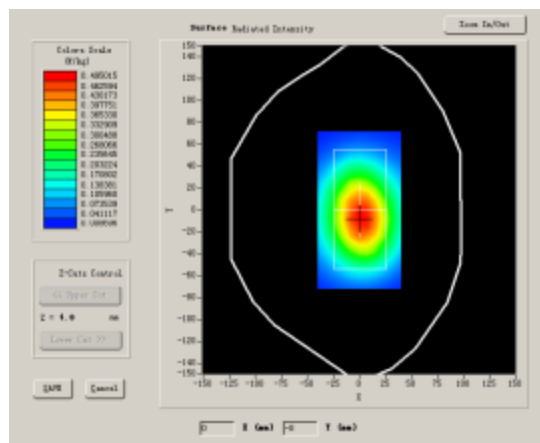 Surface Radiated Intensity
Zoom In/Out
Colors Scale
(W/kg)
0.495015
0.462594
0.430173
0.397751
0.365330
0.332909
0.300488
0.268066
0.235645
0.203224
0.170802
0.138381
0.105960
0.073539
0.041117
150
140
120
100
80
60
40
20
0
-20
-40
-60
-80
-100
-120
-140
-150
Y
-150 -125 -100 -75 -50 -25 0 25 50 75 100 125 150
X
Z-Cuts Control
<< Upper Cut
Z = 4.0 mm
Lower Cut >>
SAVE
Cancel
0 X (mm) -8 Y (mm)